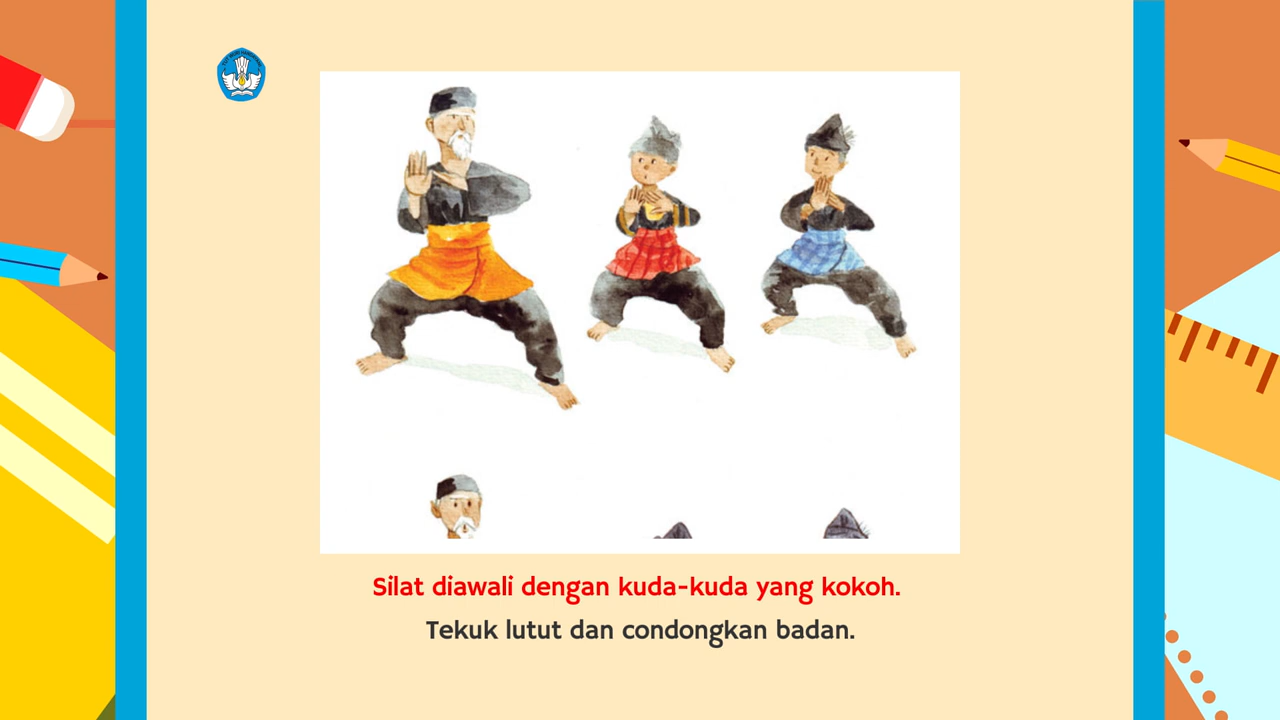 Silat diawali dengan kuda-kuda yang kokoh.
Tekuk lutut dan condongkan badan.